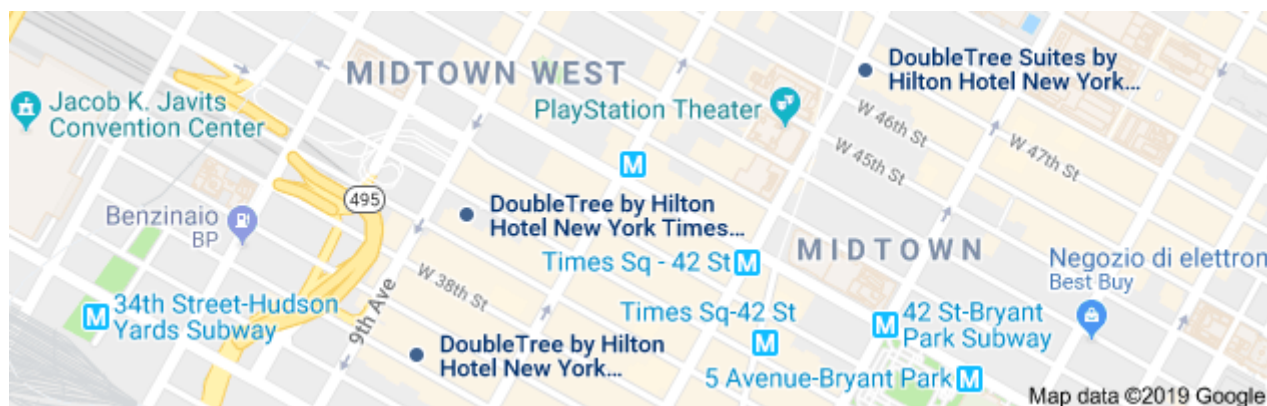 MIDTOWN WEST
DoubleTree Suites by
Hilton Hotel New York...
Jacob K. Javits
Convention Center
PlayStation Theater
W 46th St
W 45th St
W 47th St
M
495
DoubleTree by Hilton
Hotel New York Times...
Benzinaio
BP
Times Sq - 42 St M
MIDTOWN
Negozio di elettron
Best Buy
W 38th St
9th Ave
M 34th Street-Hudson
Yards Subway
Times Sq-42 St
M
M 42 St-Bryant
Park Subway
DoubleTree by Hilton
Hotel New York...
5 Avenue-Bryant Park M
Map data ©2019 Google